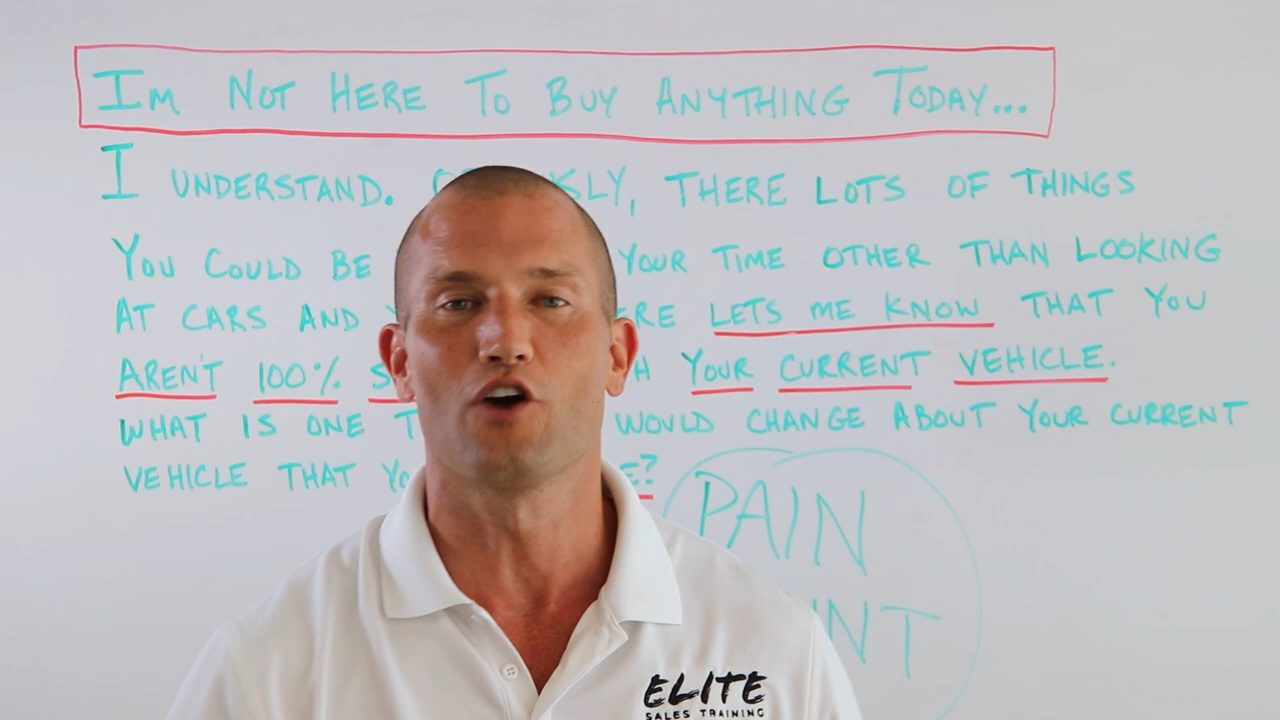 IM NOT HERE TO BUY ANYTHING TODAY...
I UNDERSTAND. THERE LOTS OF THINGS
YOU COULD BE YOUR TIME OTHER THAN LOOKING
AT CARS AND LETS ME KNOW THAT YOU
AREN'T 100% YOUR CURRENT VEHICLE.
WHAT IS ONE WOULD CHANGE ABOUT YOUR CURRENT
VEHICLE THAT
PAIN
ELITE
SALES TRAINING